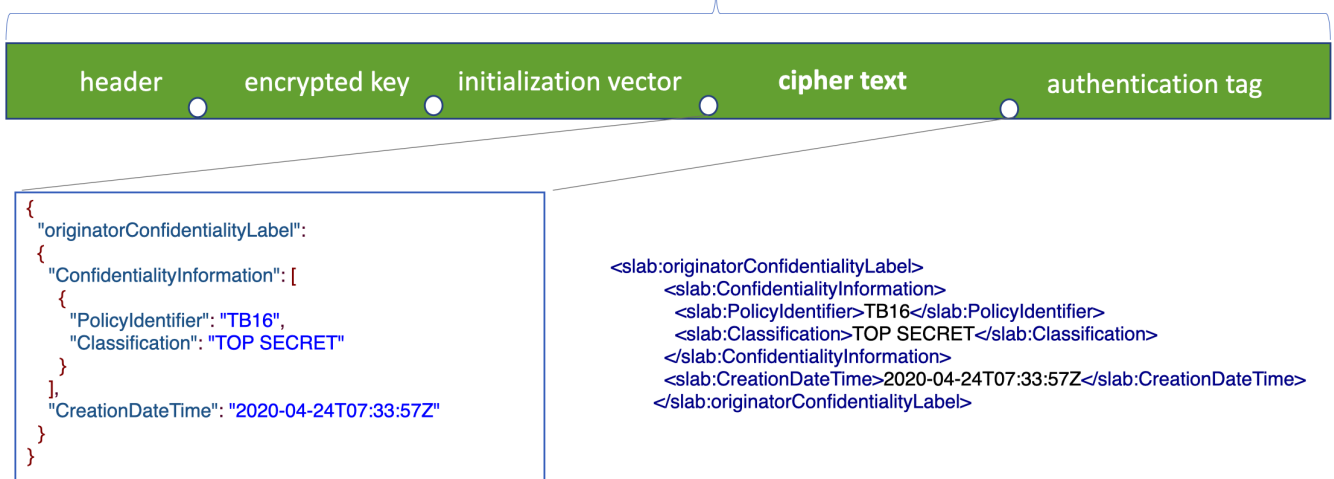 header encrypted key initialization vector cipher text authentication tag
{
"originatorConfidentialityLabel":
{
"ConfidentialityInformation": [
{
"PolicyIdentifier": "TB16",
"Classification": "TOP SECRET"
}
],
"CreationDateTime": "2020-04-24T07:33:57Z"
}
}
<slab:originatorConfidentialityLabel>
<slab:ConfidentialityInformation>
<slab:PolicyIdentifier>TB16</slab:PolicyIdentifier>
<slab:Classification>TOP SECRET</slab:Classification>
</slab:ConfidentialityInformation>
<slab:CreationDateTime>2020-04-24T07:33:57Z</slab:CreationDateTime>
</slab:originatorConfidentialityLabel>